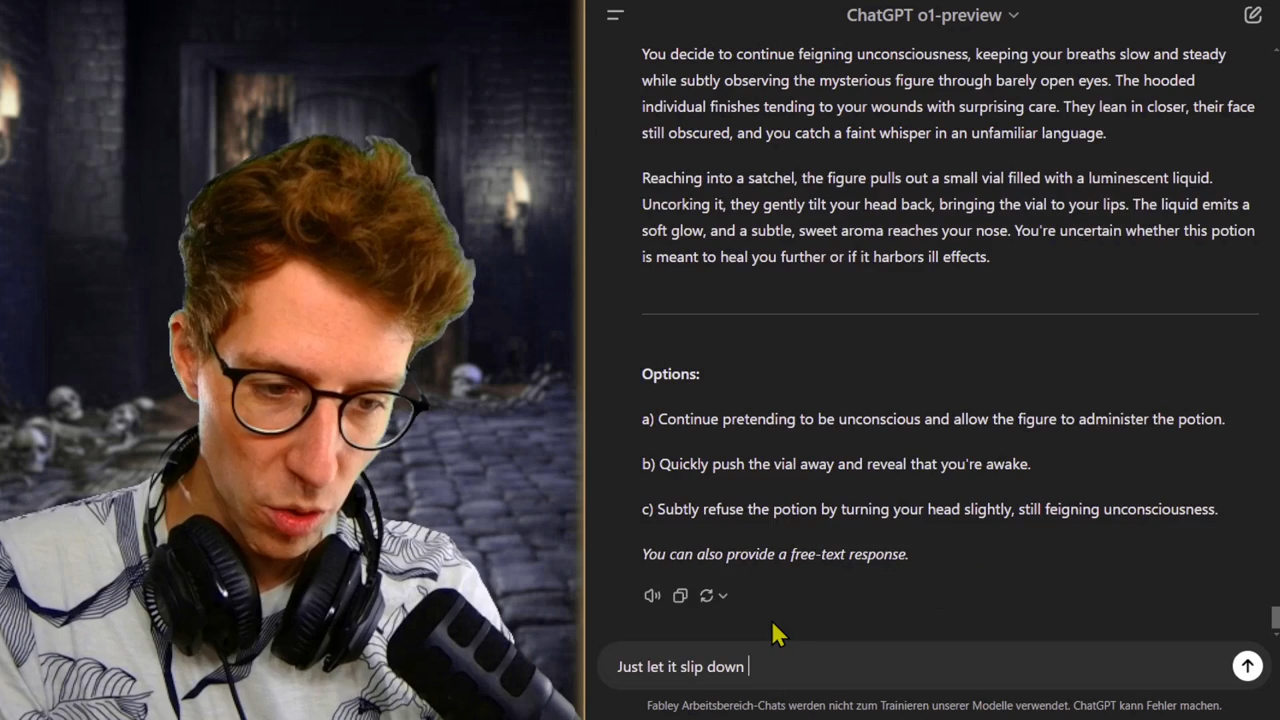 ChatGPT o1-preview
You decide to continue feigning unconsciousness, keeping your breaths slow and steady
while subtly observing the mysterious figure through barely open eyes. The hooded
individual finishes tending to your wounds with surprising care. They lean in closer, their face
still obscured, and you catch a faint whisper in an unfamiliar language.
Reaching into a satchel, the figure pulls out a small vial filled with a luminescent liquid.
Uncorking it, they gently tilt your head back, bringing the vial to your lips. The liquid emits a
soft glow, and a subtle, sweet aroma reaches your nose. You're uncertain whether this potion
is meant to heal you further or if it harbors ill effects.
Options:
a) Continue pretending to be unconscious and allow the figure to administer the potion.
b) Quickly push the vial away and reveal that you're awake.
c) Subtly refuse the potion by turning your head slightly, still feigning unconsciousness.
You can also provide a free-text response.
Just let it slip down
Fabley Arbeitsbereich-Chats werden nicht zum Trainieren unserer Modelle verwendet. ChatGPT kann Fehler machen.